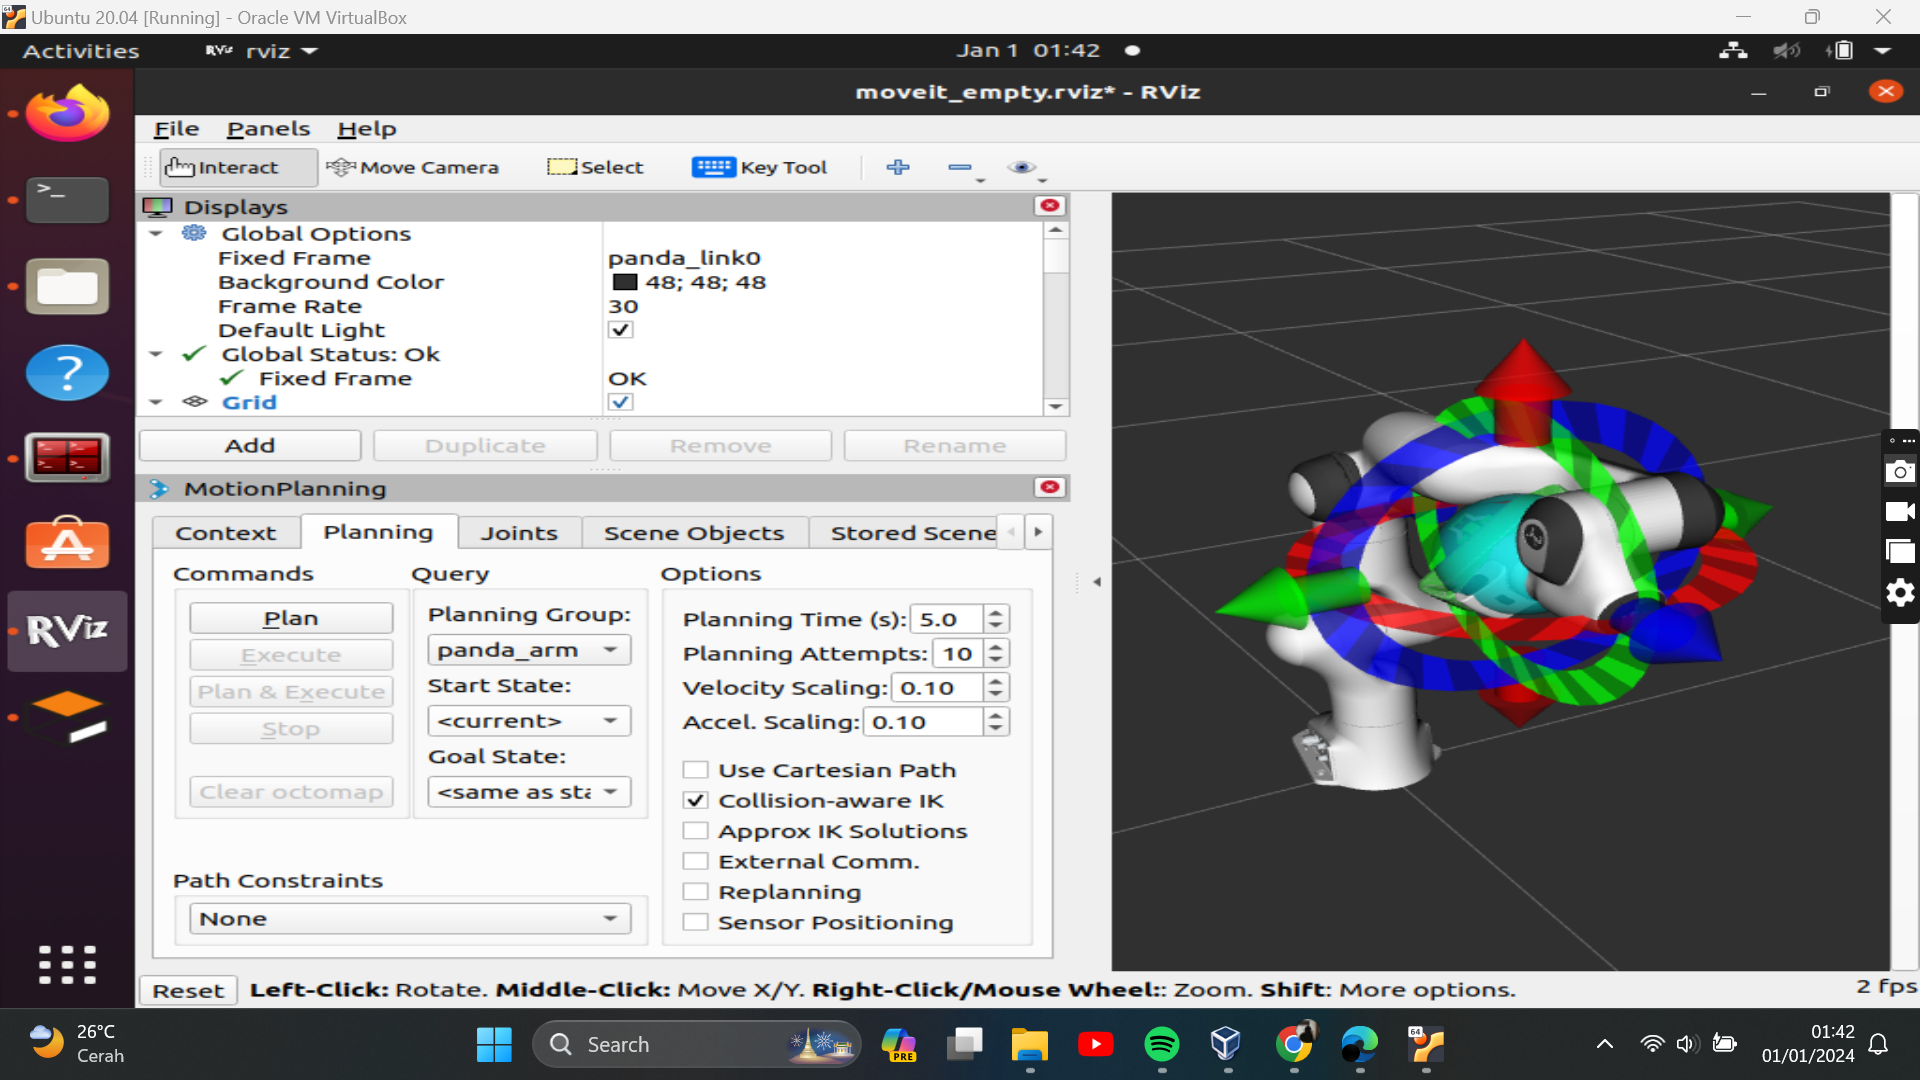 Ubuntu 20.04 [Running] - Oracle VM VirtualBox
Activities
RViz rviz
Jan 1 01:42
moveit_empty.rviz* - RViz
File Panels Help
Interact Move Camera Select Key Tool
Displays
Global Options
Fixed Frame panda_link0
Background Color 48; 48; 48
Frame Rate 30
Default Light
Global Status: Ok
Fixed Frame OK
Grid
Add Duplicate Remove Rename
MotionPlanning
Context Planning Joints Scene Objects Stored Scene
Commands Query Options
Plan
Execute
Plan & Execute
Stop
Clear octomap
Planning Group:
panda_arm
Start State:
<current>
Goal State:
<same as sta
Planning Time (s): 5.0
Planning Attempts: 10
Velocity Scaling: 0.10
Accel. Scaling: 0.10
Use Cartesian Path
Collision-aware IK
Approx IK Solutions
External Comm.
Replanning
Sensor Positioning
Path Constraints
None
RViz
Reset Left-Click: Rotate. Middle-Click: Move X/Y. Right-Click/Mouse Wheel:: Zoom. Shift: More options.
2 fps
26°C
Cerah
Search
PRE
64
01:42
01/01/2024